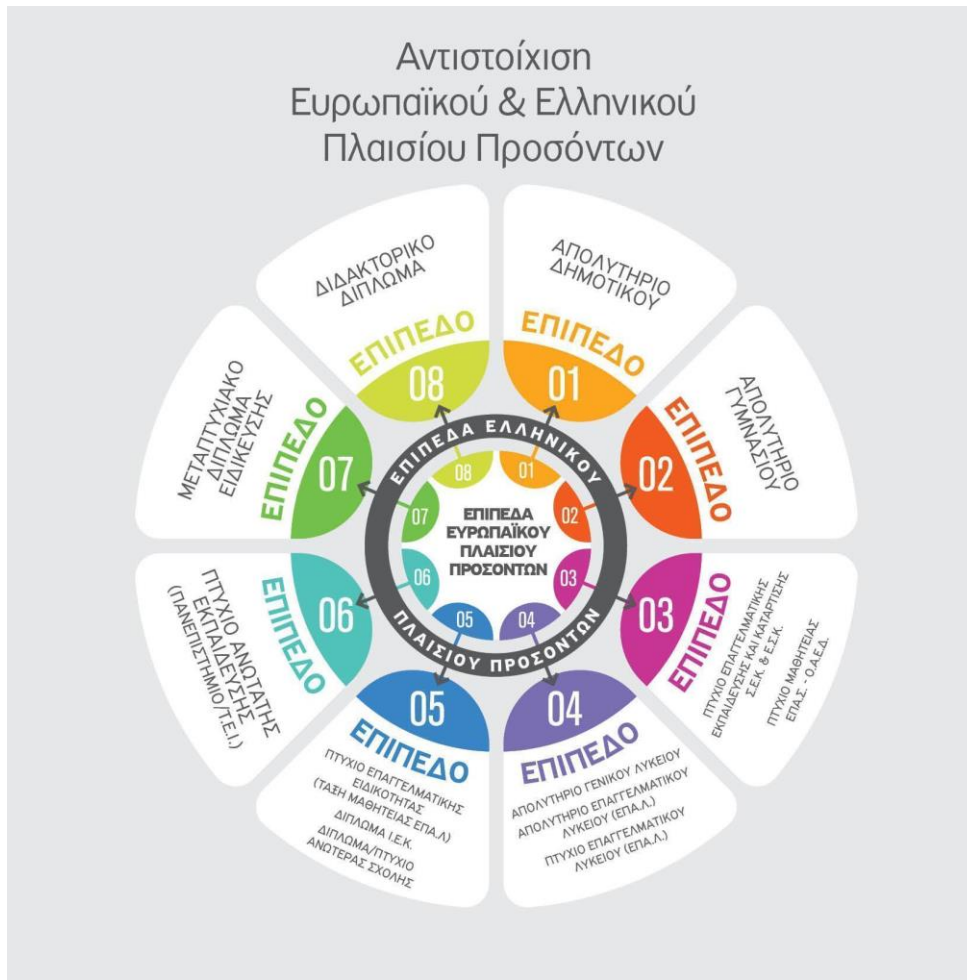 Αντιστοίχιση
Ευρωπαϊκού & Ελληνικού
Πλαισίου Προσόντων
ΑΠΟΛΥΤΗΡΙΟ
ΔΗΜΟΤΙΚΟΥ
ΕΠΙΠΕΔΟ
01
ΑΠΟΛΥΤΗΡΙΟ
ΓΥΜΝΑΣΙΟΥ
ΕΠΙΠΕΔΟ
02
ΕΠΙΠΕΔΟ
03
ΠΤΥΧΙΟ ΕΠΑΓΓΕΛΜΑΤΙΚΗΣ
ΕΚΠΑΙΔΕΥΣΗΣ ΚΑΙ ΚΑΤΑΡΤΙΣΗΣ
Σ.Ε.Κ. & Ε.Σ.Κ.
ΠΤΥΧΙΟ ΜΑΘΗΤΕΙΑΣ
ΕΠΑ.Σ. - Ο.Α.Ε.Δ.
04
ΕΠΙΠΕΔΟ
ΑΠΟΛΥΤΗΡΙΟ ΓΕΝΙΚΟΥ ΛΥΚΕΙΟΥ
ΑΠΟΛΥΤΗΡΙΟ ΕΠΑΓΓΕΛΜΑΤΙΚΟΥ
ΛΥΚΕΙΟΥ (ΕΠΑ.Λ.)
ΠΤΥΧΙΟ ΕΠΑΓΓΕΛΜΑΤΙΚΟΥ
ΛΥΚΕΙΟΥ (ΕΠΑ.Λ.)
05
ΕΠΙΠΕΔΟ
ΠΤΥΧΙΟ ΕΠΑΓΓΕΛΜΑΤΙΚΗΣ
ΕΙΔΙΚΟΤΗΤΑΣ
(ΤΑΞΗ ΜΑΘΗΤΕΙΑΣ ΕΠΑ.Λ)
ΔΙΠΛΩΜΑ Ι.Ε.Κ.
ΔΙΠΛΩΜΑ/ΠΤΥΧΙΟ
ΑΝΩΤΕΡΑΣ ΣΧΟΛΗΣ
06
ΕΠΙΠΕΔΟ
ΠΤΥΧΙΟ ΑΝΩΤΑΤΗΣ
ΕΚΠΑΙΔΕΥΣΗΣ
(ΠΑΝΕΠΙΣΤΗΜΙΟ/Τ.Ε.Ι.)
ΜΕΤΑΠΤΥΧΙΑΚΟ
ΔΙΠΛΩΜΑ
ΕΙΔΙΚΕΥΣΗΣ
ΕΠΙΠΕΔΟ
07
ΔΙΔΑΚΤΟΡΙΚΟ
ΔΙΠΛΩΜΑ
ΕΠΙΠΕΔΟ
08
ΕΠΙΠΕΔΑ ΕΛΛΗΝΙΚΟΥ
ΠΛΑΙΣΙΟΥ ΠΡΟΣΟΝΤΩΝ
01
02
03
04
05
06
07
08
ΕΠΙΠΕΔΑ
ΕΥΡΩΠΑΪΚΟΥ
ΠΛΑΙΣΙΟΥ
ΠΡΟΣΟΝΤΩΝ